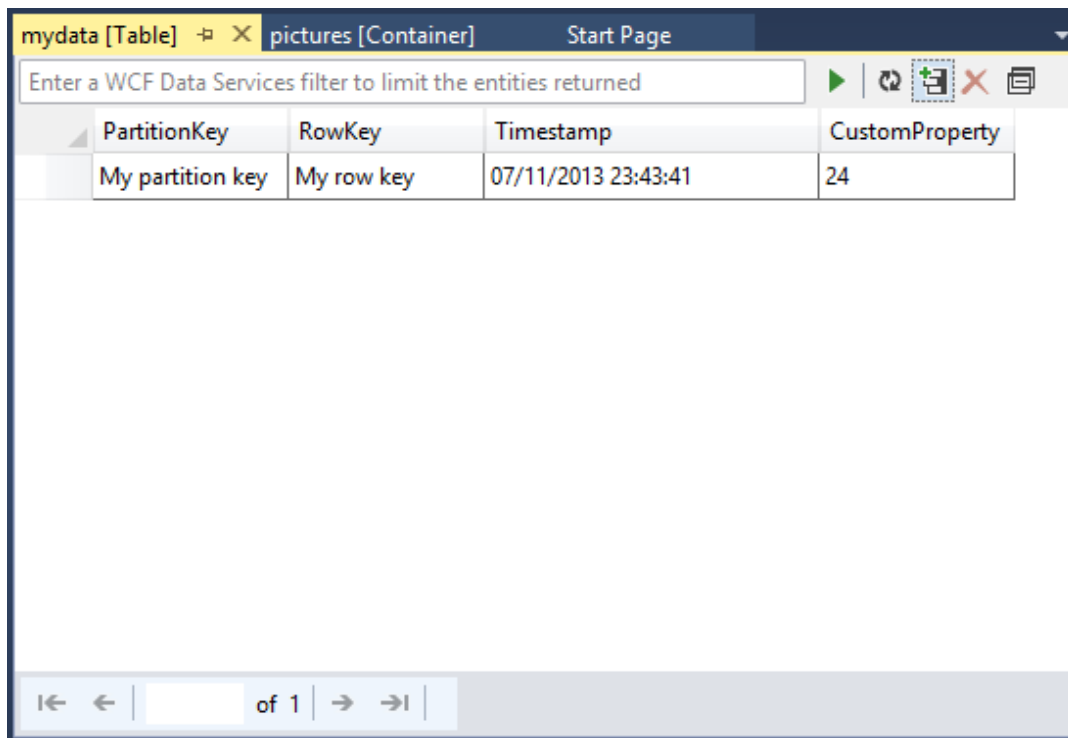 mydata [Table] pictures [Container] Start Page
Enter a WCF Data Services filter to limit the entities returned
PartitionKey RowKey Timestamp CustomProperty
My partition key My row key 07/11/2013 23:43:41 24
of 1